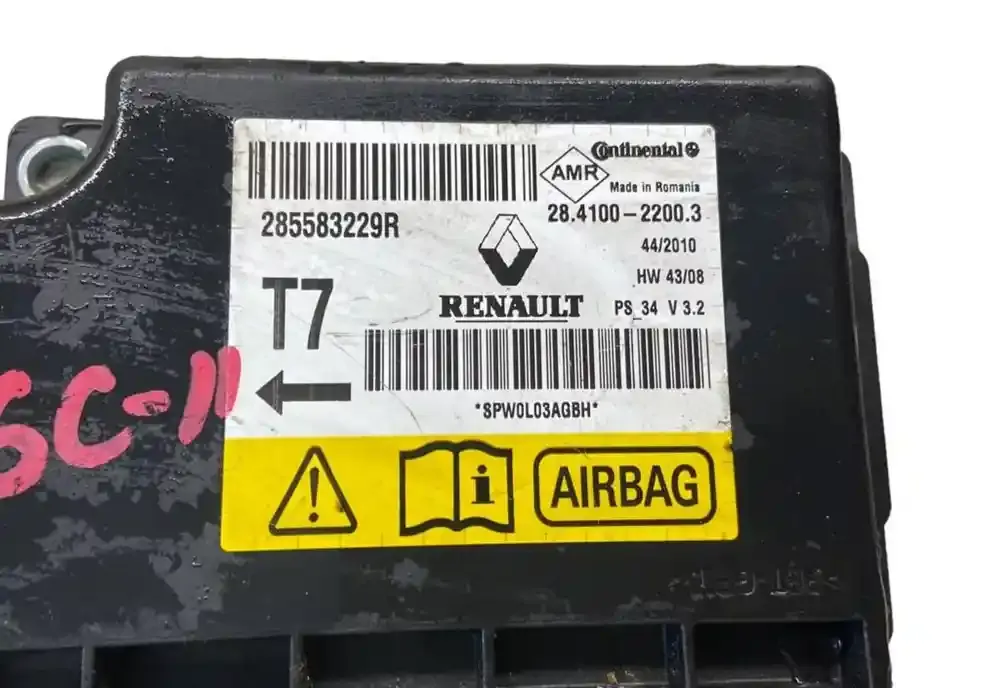 Continental
AMR
Made in Romania
285583229R
28.4100-2200.3
44/2010
T7
HW 43/08
RENAULT
PS_34 V 3.2
*SPW0L03AGBH*
SC-11
i
AIRBAG